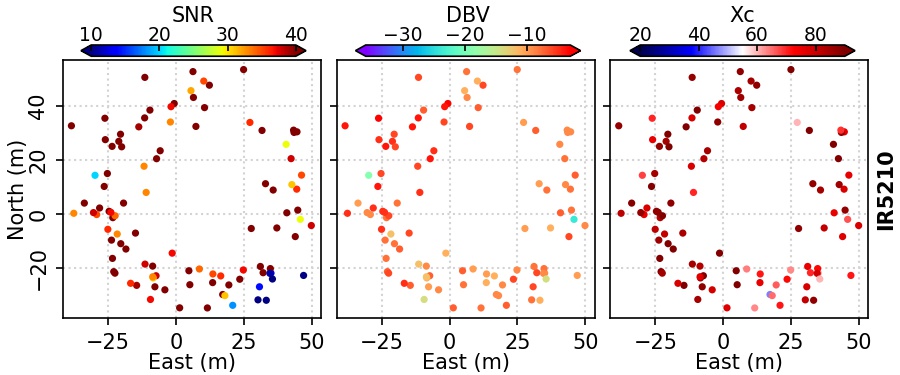 SNR DBV Xc
10 20 30 40 −30 −20 −10 20 40 60 80
40
20
0
−20
North (m)
IR5210
−25 0 25 50 −25 0 25 50 −25 0 25 50
East (m) East (m) East (m)